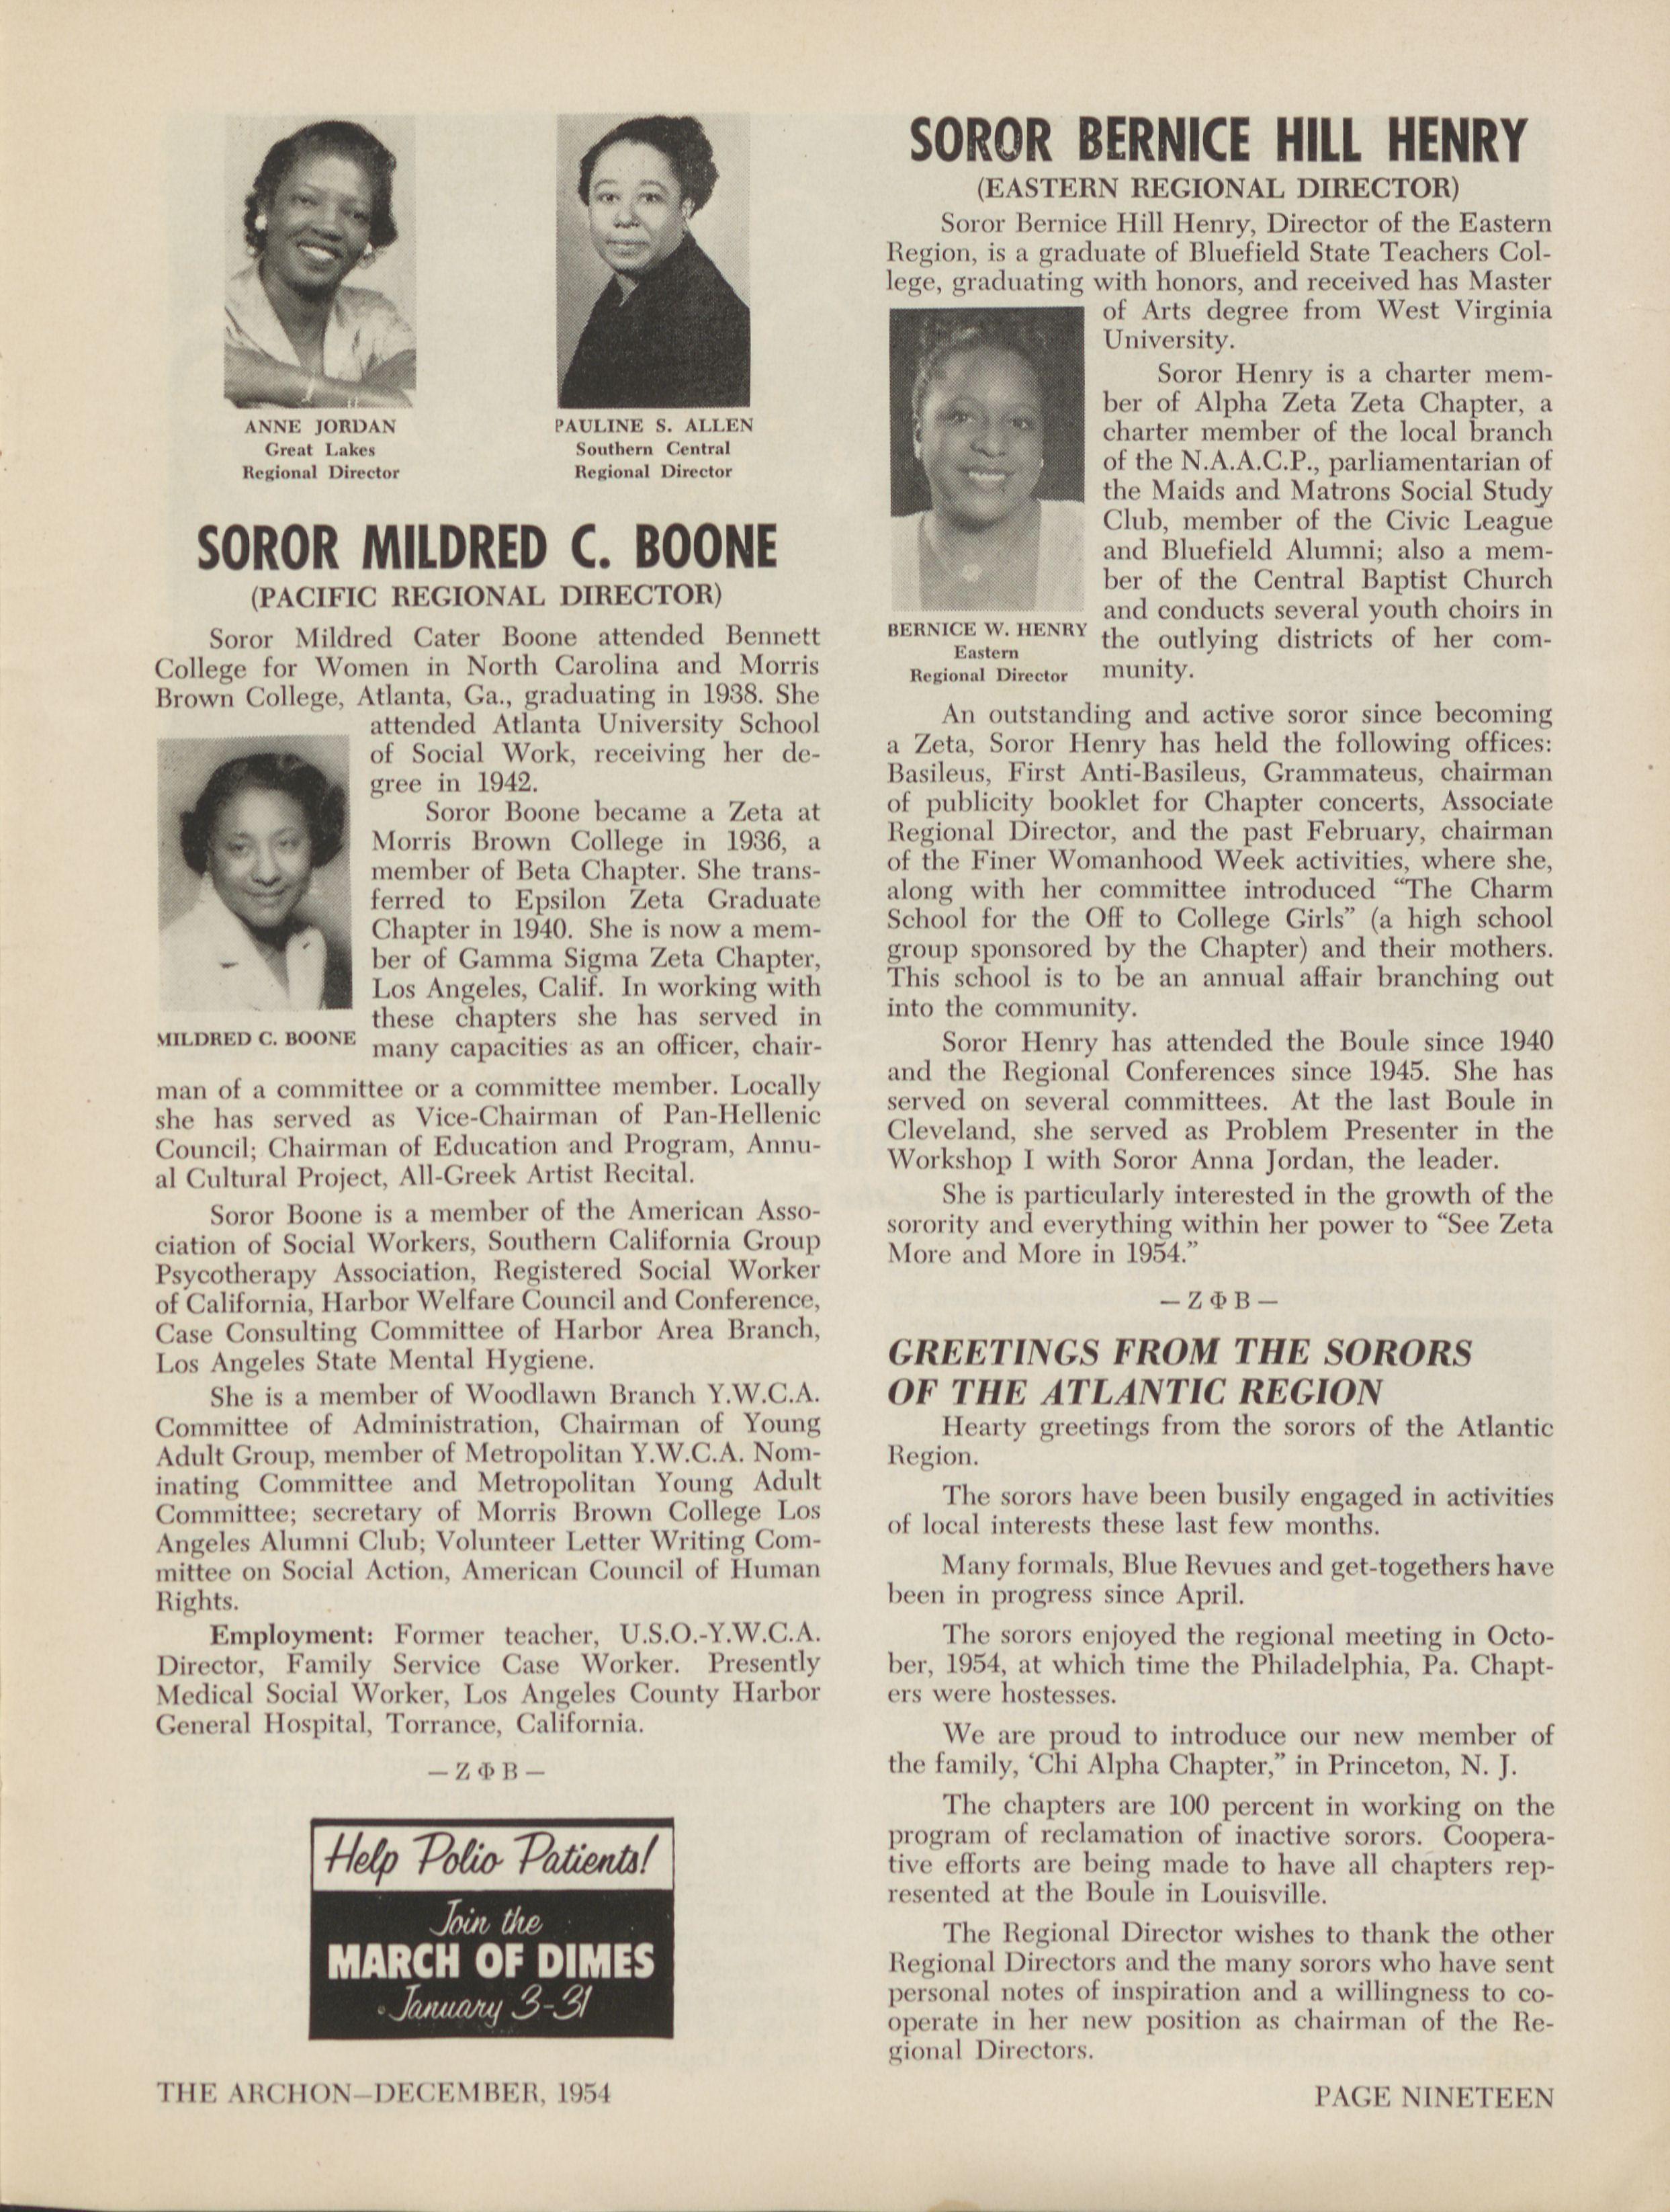 ANNE JORDAN
Great Lakes
Regional Director
PAULINE S. ALLEN
Southern Central
Regional Director
SOROR MILDRED C. BOONE
(PACIFIC REGIONAL DIRECTOR)
Soror Mildred Cater Boone attended Bennett
College for Women in North Carolina and Morris
Brown College, Atlanta, Ga., graduating in 1938. She
attended Atlanta University School
of Social Work, receiving her de-
gree in 1942.
Soror Boone became a Zeta at
Morris Brown College in 1936, a
member of Beta Chapter. She trans-
ferred to Epsilon Zeta Graduate
Chapter in 1940. She is now a mem-
ber of Gamma Sigma Zeta Chapter,
Los Angeles, Calif. In working with
these chapters she has served in
many capacities as an officer, chair-
MILDRED C. BOONE
man of a committee or a committee member. Locally
she has served as Vice-Chairman of Pan-Hellenic
Council; Chairman of Education and Program, Annu-
al Cultural Project, All-Greek Artist Recital.
Soror Boone is a member of the American Asso-
ciation of Social Workers, Southern California Group
Psycotherapy Association, Registered Social Worker
of California, Harbor Welfare Council and Conference,
Case Consulting Committee of Harbor Area Branch,
Los Angeles State Mental Hygiene.
She is a member of Woodlawn Branch Y.W.C.A.
Committee of Administration, Chairman of Young
Adult Group, member of Metropolitan Y.W.C.A. Nom-
inating Committee and Metropolitan Young Adult
Committee; secretary of Morris Brown College Los
Angeles Alumni Club; Volunteer Letter Writing Com-
mittee on Social Action, American Council of Human
Rights.
Employment: Former teacher, U.S.O.-Y.W.C.A.
Director, Family Service Case Worker. Presently
Medical Social Worker, Los Angeles County Harbor
General Hospital, Torrance, California.
— Z Φ B —
Help Polio Patients!
Join the
MARCH OF DIMES
January 3-31
SOROR BERNICE HILL HENRY
(EASTERN REGIONAL DIRECTOR)
Soror Bernice Hill Henry, Director of the Eastern
Region, is a graduate of Bluefield State Teachers Col-
lege, graduating with honors, and received has Master
of Arts degree from West Virginia
University.
Soror Henry is a charter mem-
ber of Alpha Zeta Zeta Chapter, a
charter member of the local branch
of the N.A.A.C.P., parliamentarian of
the Maids and Matrons Social Study
Club, member of the Civic League
and Bluefield Alumni; also a mem-
ber of the Central Baptist Church
and conducts several youth choirs in
the outlying districts of her com-
munity.
BERNICE W. HENRY
Eastern
Regional Director
An outstanding and active soror since becoming
a Zeta, Soror Henry has held the following offices:
Basileus, First Anti-Basileus, Grammateus, chairman
of publicity booklet for Chapter concerts, Associate
Regional Director, and the past February, chairman
of the Finer Womanhood Week activities, where she,
along with her committee introduced “The Charm
School for the Off to College Girls” (a high school
group sponsored by the Chapter) and their mothers.
This school is to be an annual affair branching out
into the community.
Soror Henry has attended the Boule since 1940
and the Regional Conferences since 1945. She has
served on several committees. At the last Boule in
Cleveland, she served as Problem Presenter in the
Workshop I with Soror Anna Jordan, the leader.
She is particularly interested in the growth of the
sorority and everything within her power to “See Zeta
More and More in 1954.”
— Z Φ B —
GREETINGS FROM THE SORORS
OF THE ATLANTIC REGION
Hearty greetings from the sorors of the Atlantic
Region.
The sorors have been busily engaged in activities
of local interests these last few months.
Many formals, Blue Revues and get-togethers have
been in progress since April.
The sorors enjoyed the regional meeting in Octo-
ber, 1954, at which time the Philadelphia, Pa. Chapt-
ers were hostesses.
We are proud to introduce our new member of
the family, ‘Chi Alpha Chapter,” in Princeton, N. J.
The chapters are 100 percent in working on the
program of reclamation of inactive sorors. Coopera-
tive efforts are being made to have all chapters rep-
resented at the Boule in Louisville.
The Regional Director wishes to thank the other
Regional Directors and the many sorors who have sent
personal notes of inspiration and a willingness to co-
operate in her new position as chairman of the Re-
gional Directors.
THE ARCHON—DECEMBER, 1954
PAGE NINETEEN